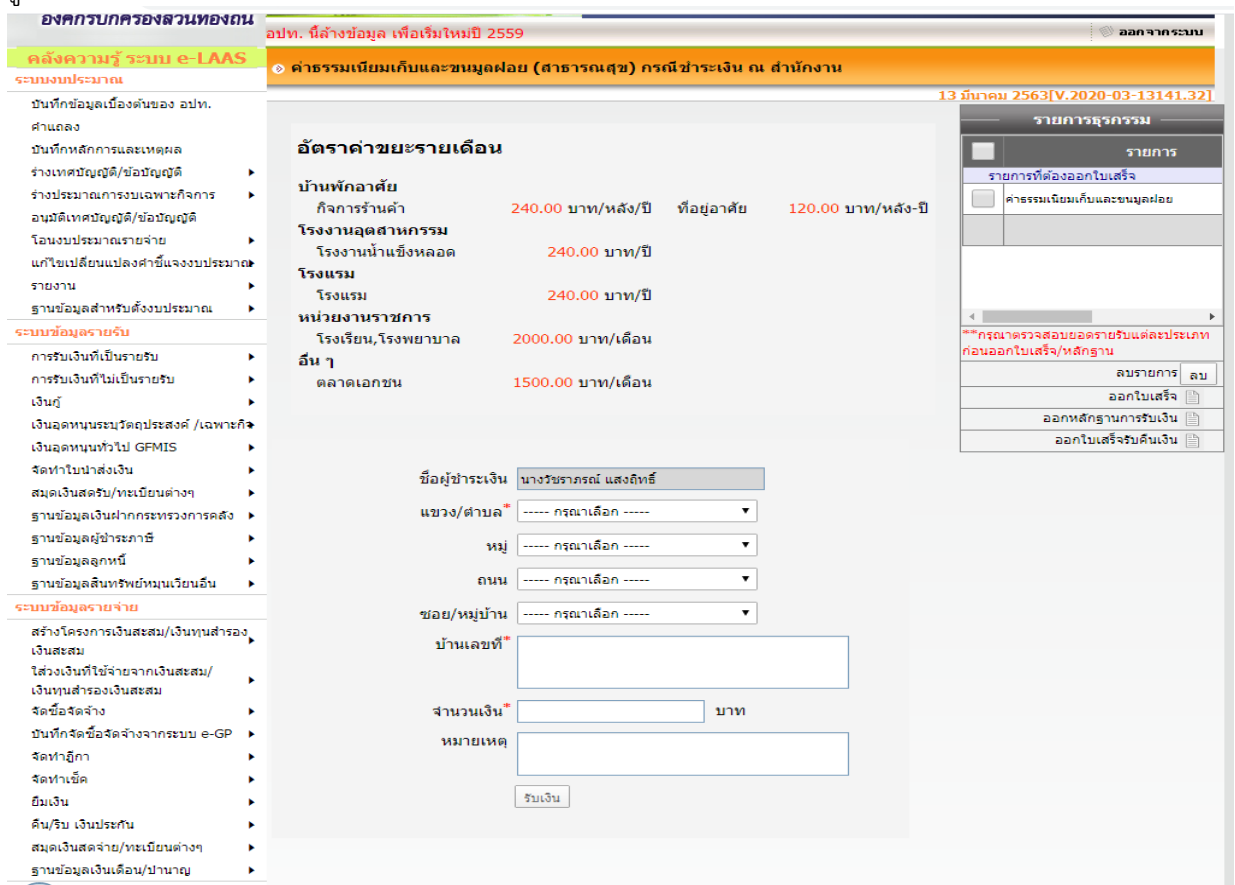 องค์กรปกครองส่วนท้องถิ่น
อปท. นี้ล้างข้อมูล เพื่อเริ่มใหม่ปี 2559
ออกจากระบบ
คลังความรู้ ระบบ e-LAAS
ค่าธรรมเนียมเก็บและขนมูลฝอย (สาธารณสุข) กรณีชำระเงิน ณ สำนักงาน
13 มีนาคม 2563[V.2020-03-13141.32]
ระบบงบประมาณ
บันทึกข้อมูลเบื้องต้นของ อปท.
คำแถลง
บันทึกหลักการและเหตุผล
ร่างเทศบัญญัติ/ข้อบัญญัติ
ร่างประมาณการงบเฉพาะกิจการ
อนุมัติเทศบัญญัติ/ข้อบัญญัติ
โอนงบประมาณรายจ่าย
แก้ไขเปลี่ยนแปลงคำชี้แจงงบประมาณ
รายงาน
ฐานข้อมูลสำหรับตั้งงบประมาณ
ระบบข้อมูลรายรับ
การรับเงินที่เป็นรายรับ
การรับเงินที่ไม่เป็นรายรับ
เงินกู้
เงินอุดหนุนระบุวัตถุประสงค์ /เฉพาะกิจ
เงินอุดหนุนทั่วไป GFMIS
จัดทำใบนำส่งเงิน
สมุดเงินสดรับ/ทะเบียนต่างๆ
ฐานข้อมูลเงินฝากกระทรวงการคลัง
ฐานข้อมูลผู้ชำระภาษี
ฐานข้อมูลลูกหนี้
ฐานข้อมูลสินทรัพย์หมุนเวียนอื่น
ระบบข้อมูลรายจ่าย
สร้างโครงการเงินสะสม/เงินทุนสำรอง
เงินสะสม
ใส่วงเงินที่ใช้จ่ายจากเงินสะสม/
เงินทุนสำรองเงินสะสม
จัดซื้อจัดจ้าง
บันทึกจัดซื้อจัดจ้างจากระบบ e-GP
จัดทำฎีกา
จัดทำเช็ค
ยืมเงิน
คืน/ริบ เงินประกัน
สมุดเงินสดจ่าย/ทะเบียนต่างๆ
ฐานข้อมูลเงินเดือน/บำนาญ
อัตราค่าขยะรายเดือน
บ้านพักอาศัย
กิจการร้านค้า 240.00 บาท/หลัง/ปี ที่อยู่อาศัย 120.00 บาท/หลัง-ปี
โรงงานอุตสาหกรรม
โรงงานน้ำแข็งหลอด 240.00 บาท/ปี
โรงแรม
โรงแรม 240.00 บาท/ปี
หน่วยงานราชการ
โรงเรียน,โรงพยาบาล 2000.00 บาท/เดือน
อื่น ๆ
ตลาดเอกชน 1500.00 บาท/เดือน
ชื่อผู้ชำระเงิน นางวัชราภรณ์ แสงถิทธิ์
แขวง/ตำบล* ----- กรุณาเลือก -----
หมู่ ----- กรุณาเลือก -----
ถนน ----- กรุณาเลือก -----
ซอย/หมู่บ้าน ----- กรุณาเลือก -----
บ้านเลขที่*
จำนวนเงิน* บาท
หมายเหตุ
รับเงิน
รายการธุรกรรม
รายการ
รายการที่ต้องออกใบเสร็จ
ค่าธรรมเนียมเก็บและขนมูลฝอย
**กรุณาตรวจสอบยอดรายรับแต่ละประเภท
ก่อนออกใบเสร็จ/หลักฐาน
ลบรายการ ลบ
ออกใบเสร็จ
ออกหลักฐานการรับเงิน
ออกใบเสร็จรับคืนเงิน